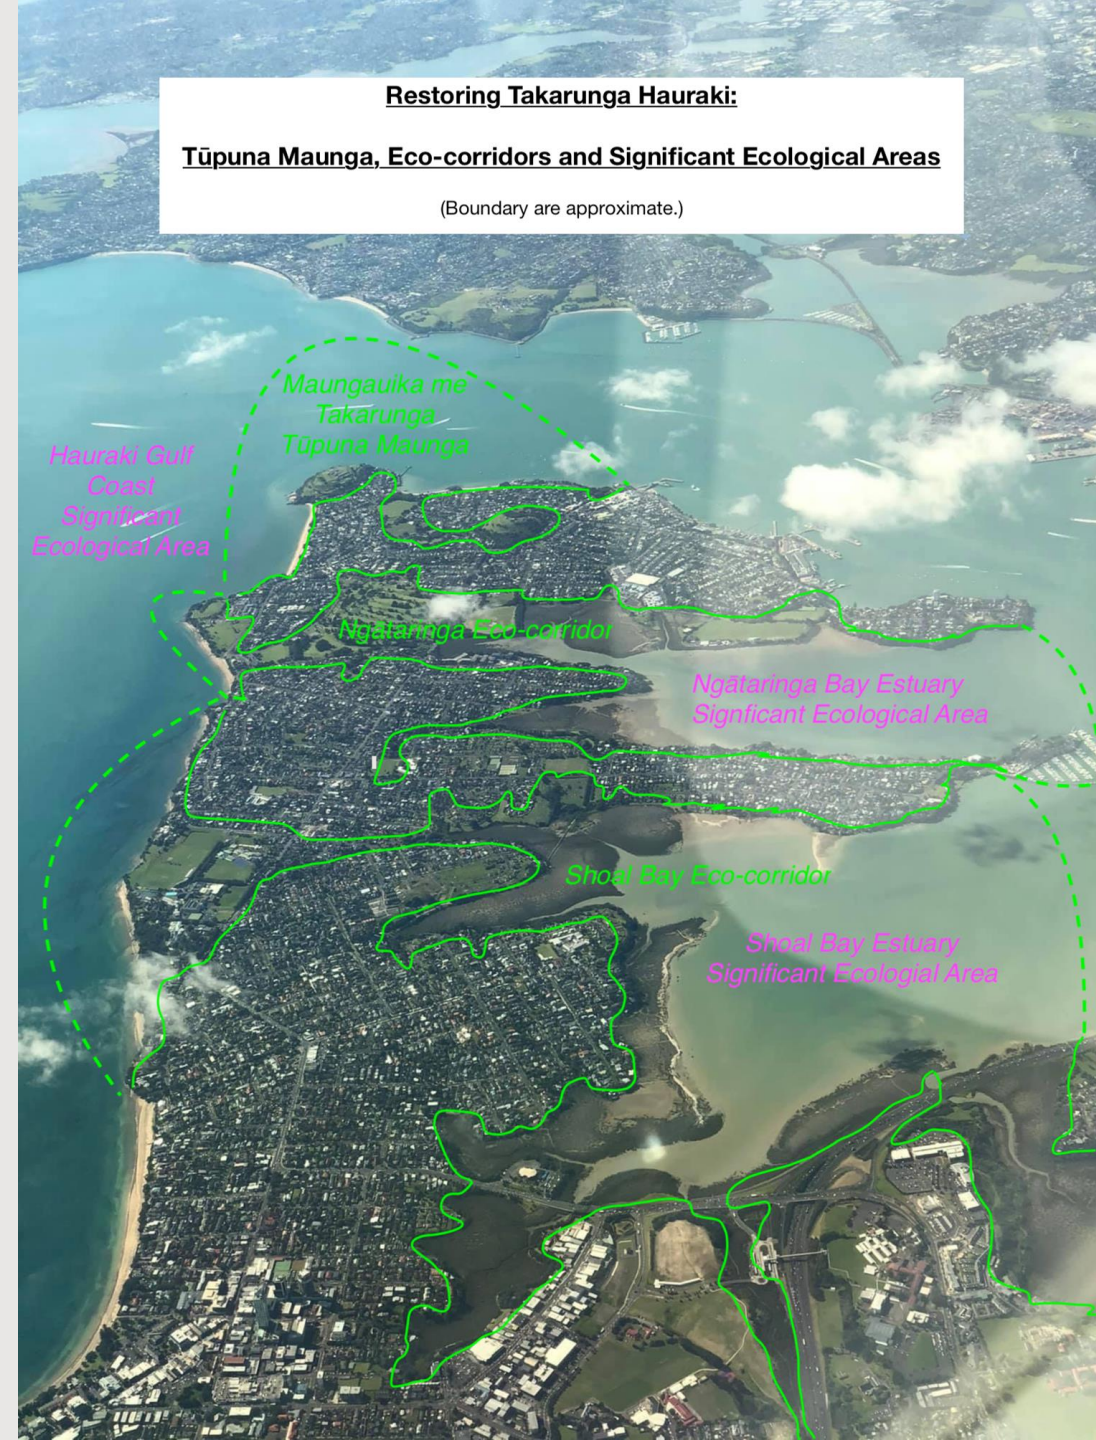 Restoring Takarunga Hauraki:
Tūpuna Maunga, Eco-corridors and Significant Ecological Areas
(Boundary are approximate.)
Maungauika me
Takarunga
Tūpuna Maunga
Hauraki Gulf
Coast
Significant
Ecological Area
Ngātaringa Eco-corridor
Ngātaringa Bay Estuary
Signficant Ecological Area
Shoal Bay Eco-corridor
Shoal Bay Estuary
Significant Ecologial Area